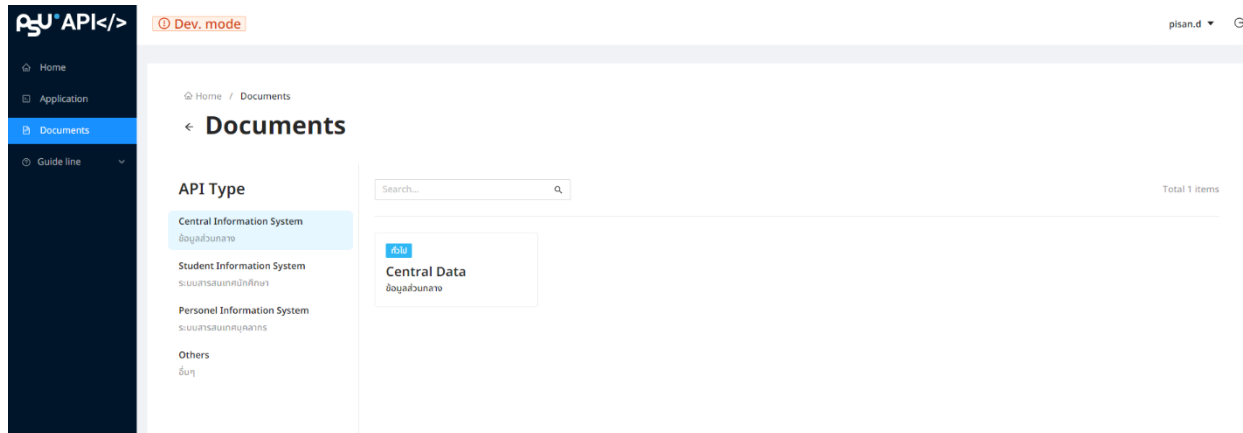 PSU API</>
Dev. mode
pisan.d
Home
Application
Documents
Guide line
Home / Documents
Documents
API Type
Central Information System
ข้อมูลส่วนกลาง
Student Information System
ระบบสารสนเทศนักศึกษา
Personel Information System
ระบบสารสนเทศบุคลากร
Others
อื่นๆ
Search...
Total 1 items
ทั่วไป
Central Data
ข้อมูลส่วนกลาง